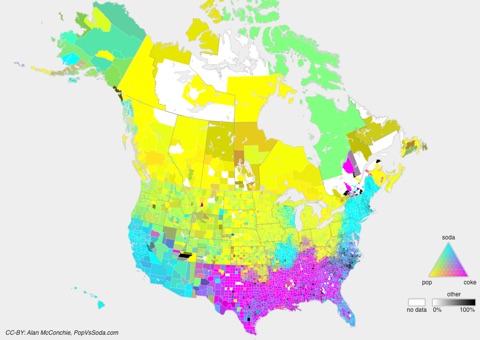 soda
pop coke
other
no data 0% 100%
CC-BY: Alan McConchie, PopVsSoda.com